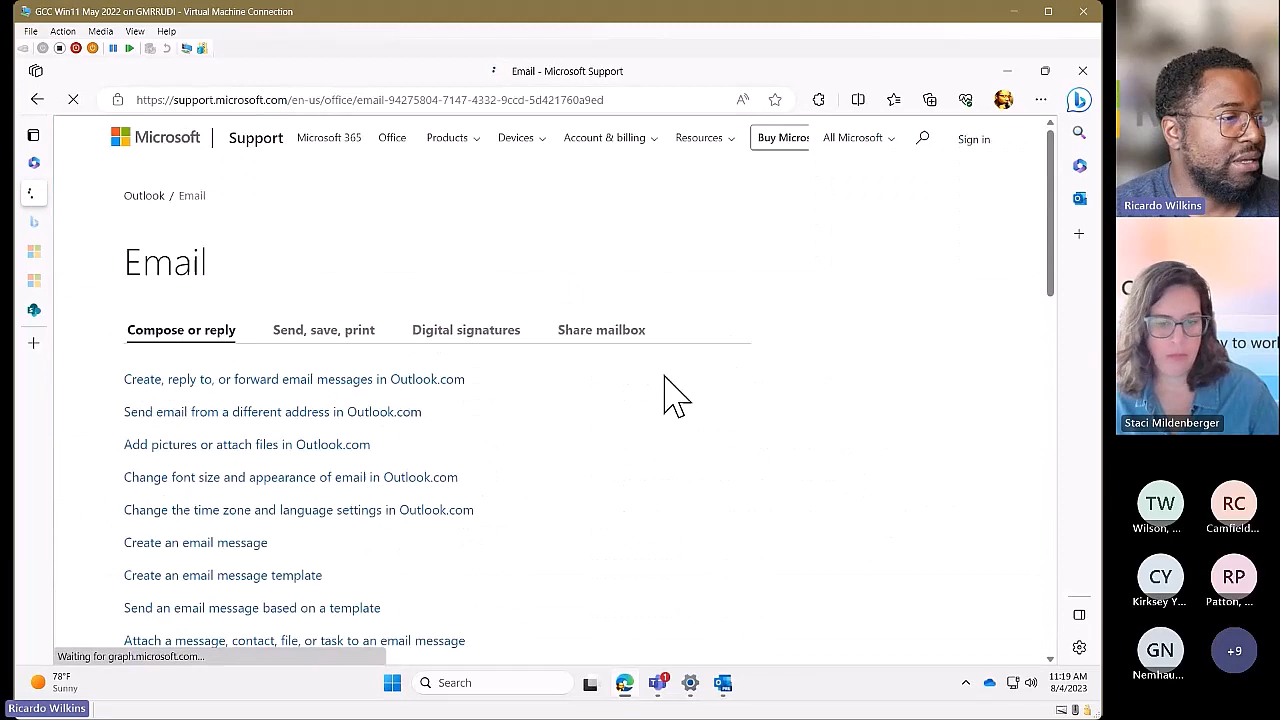 GCC Win11 May 2022 on GMRRUDI - Virtual Machine Connection
File Action Media View Help
Email - Microsoft Support
https://support.microsoft.com/en-us/office/email-94275804-7147-4332-9ccd-5d421760a9ed
Microsoft Support Microsoft 365 Office Products Devices Account & billing Resources Buy Micros All Microsoft Sign in
Outlook / Email
Email
Compose or reply Send, save, print Digital signatures Share mailbox
Create, reply to, or forward email messages in Outlook.com
Send email from a different address in Outlook.com
Add pictures or attach files in Outlook.com
Change font size and appearance of email in Outlook.com
Change the time zone and language settings in Outlook.com
Create an email message
Create an email message template
Send an email message based on a template
Attach a message, contact, file, or task to an email message
Waiting for graph.microsoft.com...
78°F
Sunny
Search
1
11:19 AM
8/4/2023
Ricardo Wilkins
Ricardo Wilkins
y to work
Staci Mildenberger
TW RC
Wilson, ... Camfield...
CY RP
Kirksey Y... Patton, ...
GN +9
Nemhau...